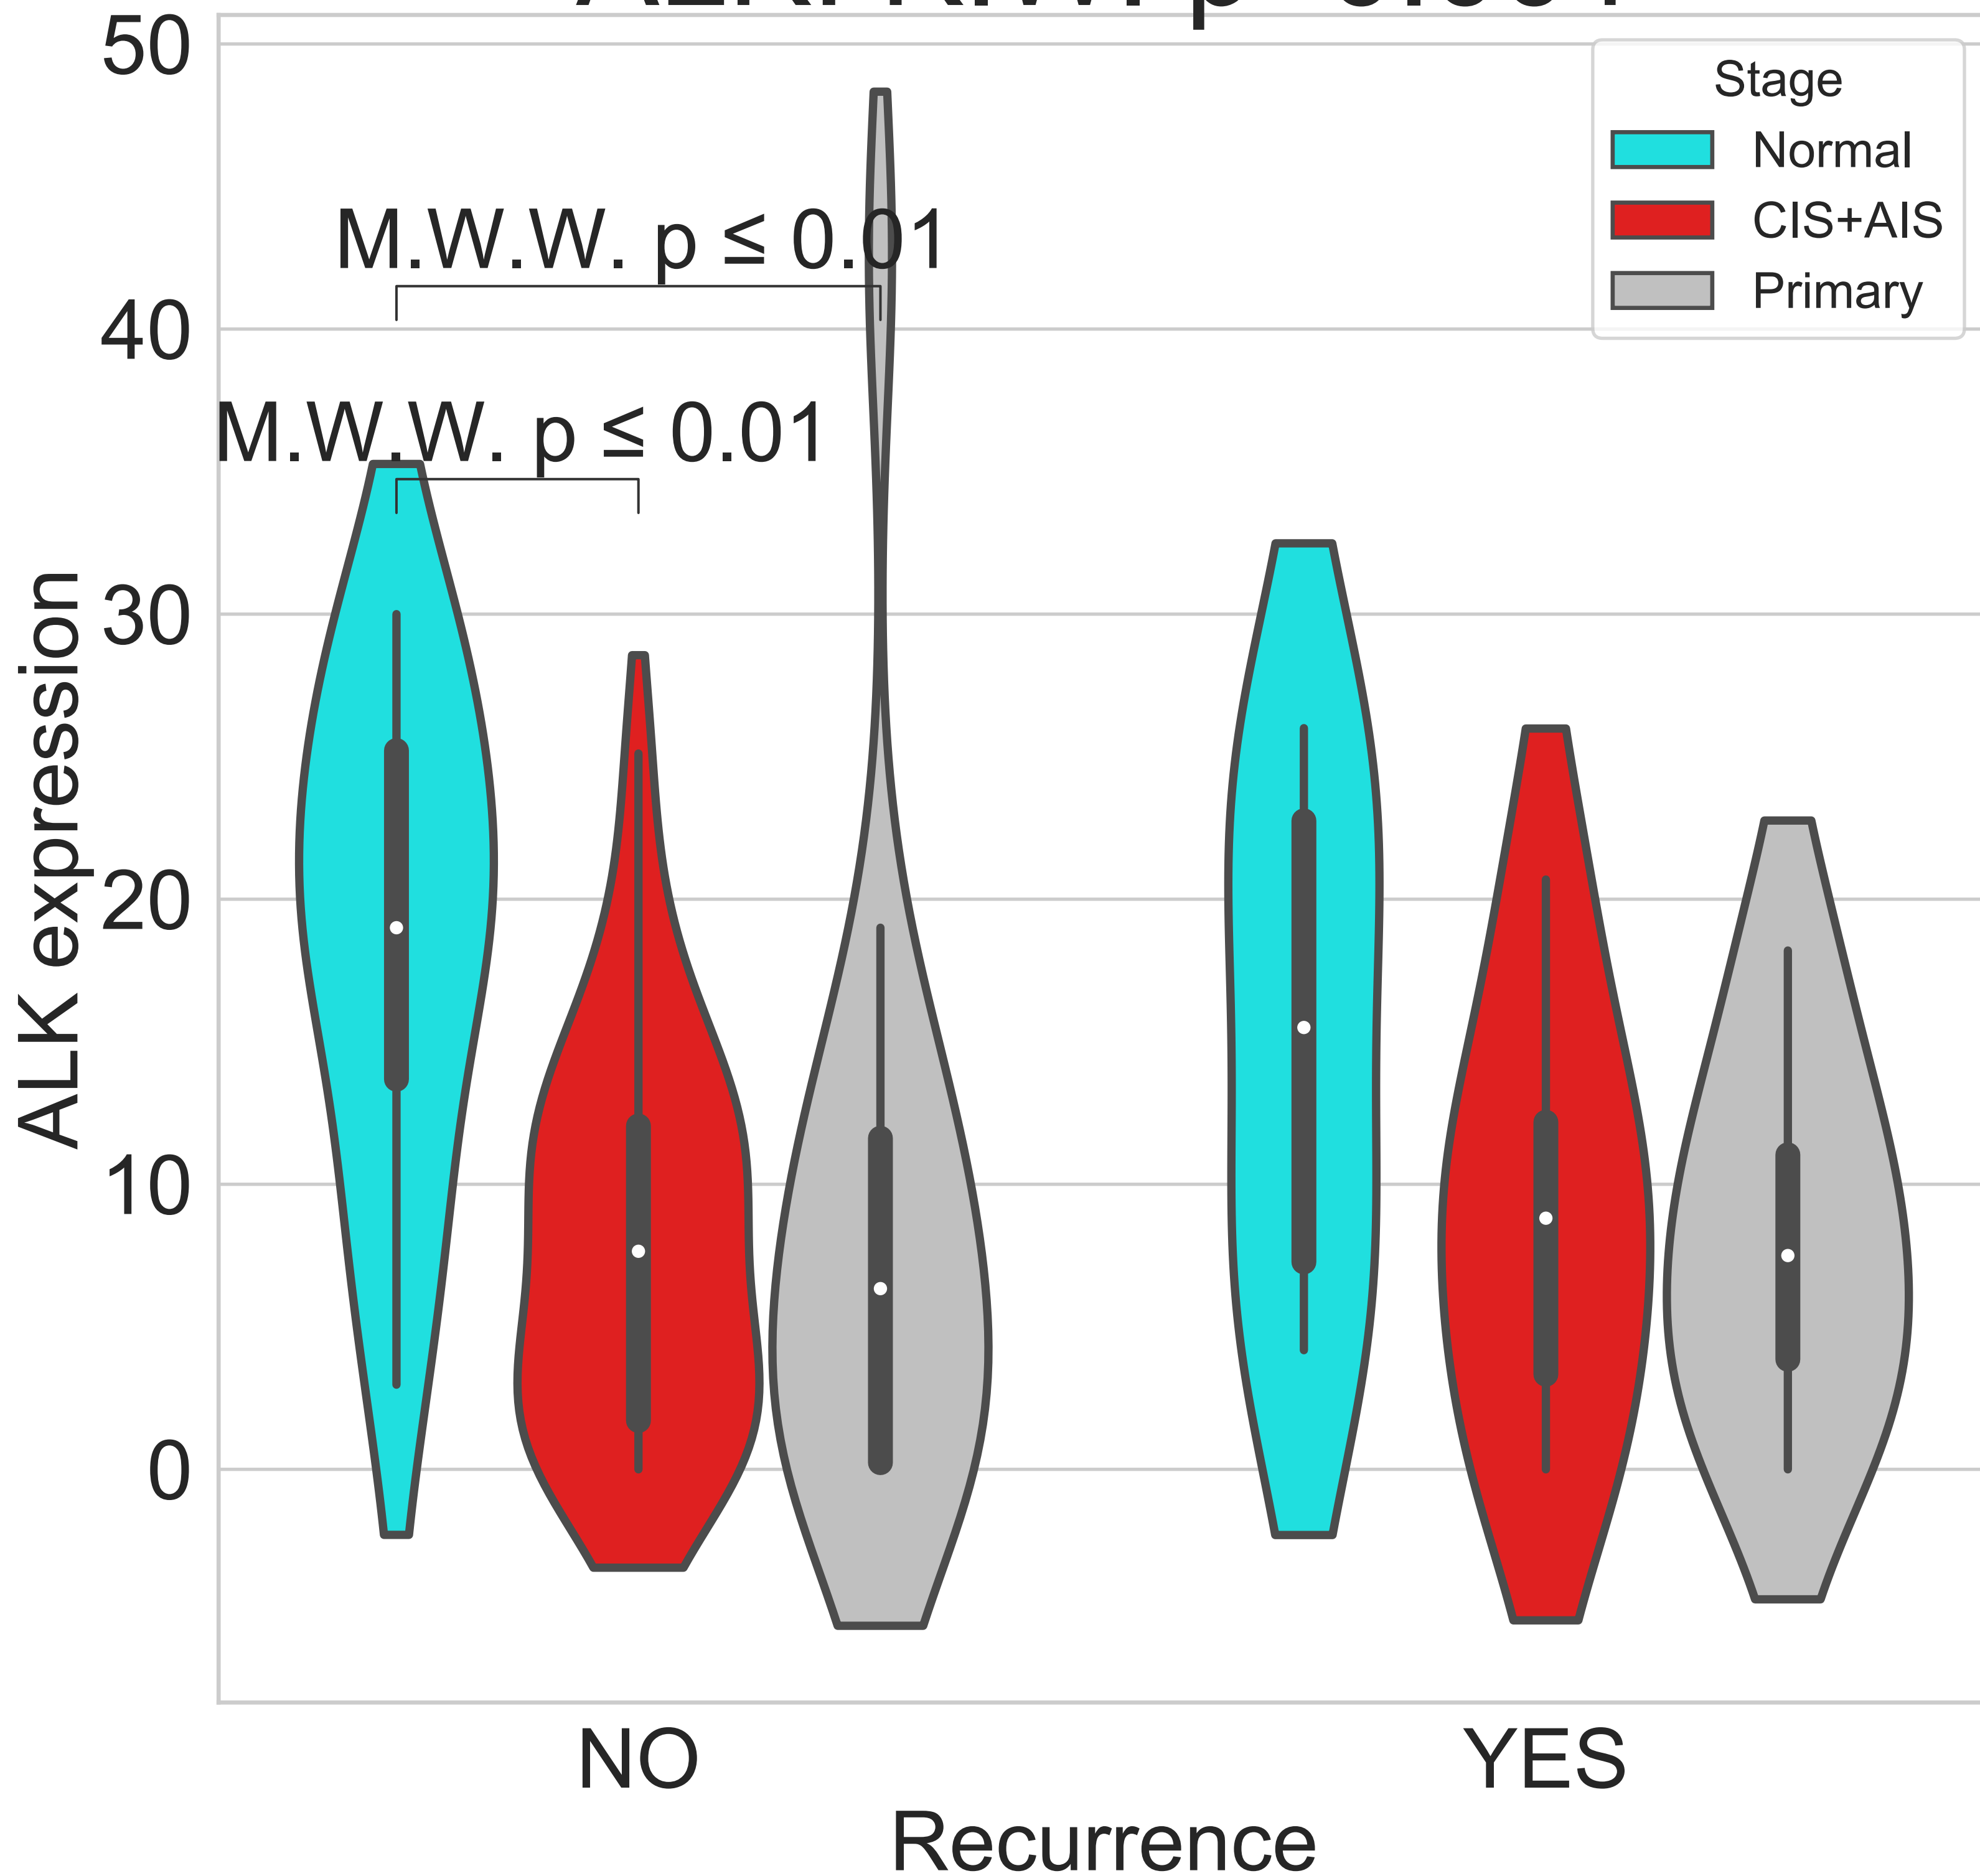 50
Stage
Normal
CIS+AIS
Primary
M.W.W. p ≤ 0.01
40
M.W.W. p ≤ 0.01
30
20
10
0
ALK expression
NO
YES
Recurrence